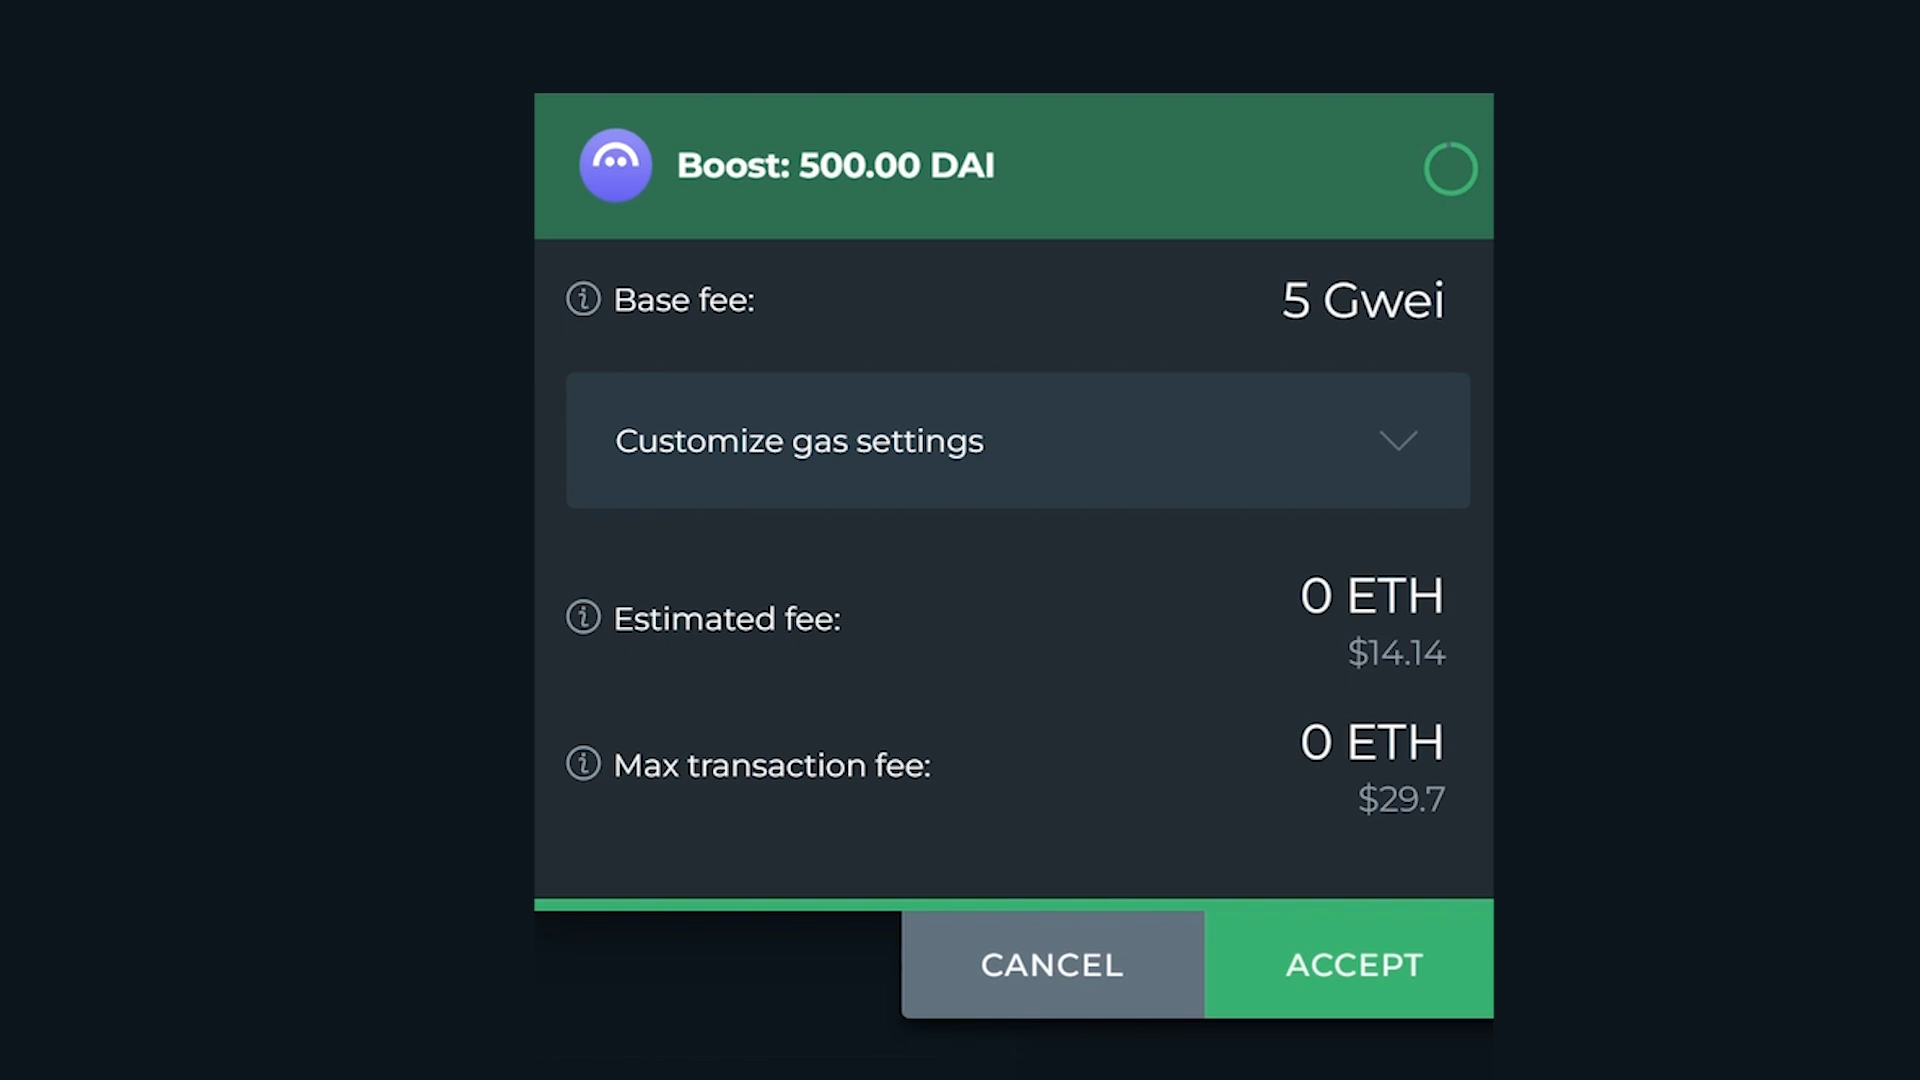 Boost: 500.00 DAI
Base fee:
5 Gwei
Customize gas settings
Estimated fee:
0 ETH
$14.14
Max transaction fee:
0 ETH
$29.7
CANCEL
ACCEPT